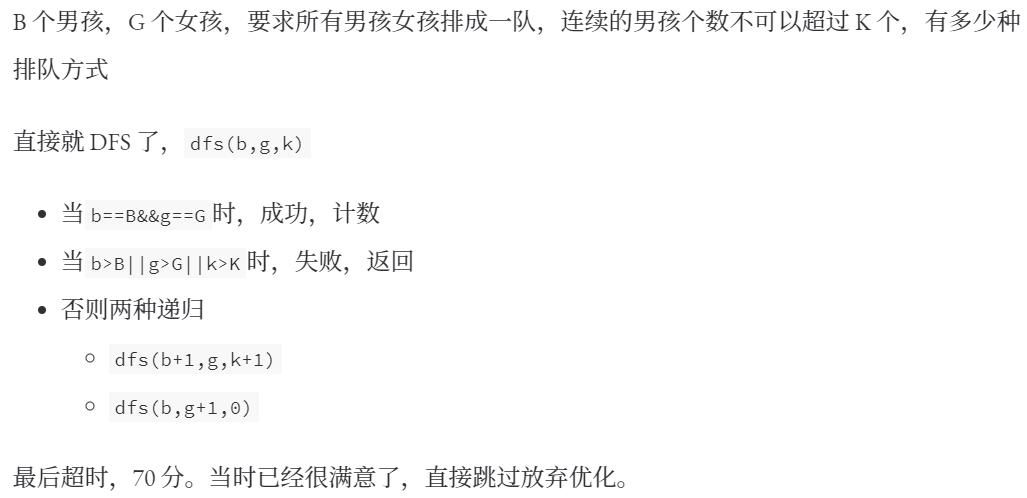 B 个男孩，G 个女孩，要求所有男孩女孩排成一队，连续的男孩个数不可以超过 K 个，有多少种
排队方式
直接就 DFS 了， dfs(b,g,k)
• 当 b==B&&g==G 时，成功，计数
• 当 b>B||g>G||k>K 时，失败，返回
• 否则两种递归
○ dfs(b+1,g,k+1)
○ dfs(b,g+1,0)
最后超时，70 分。当时已经很满意了，直接跳过放弃优化。